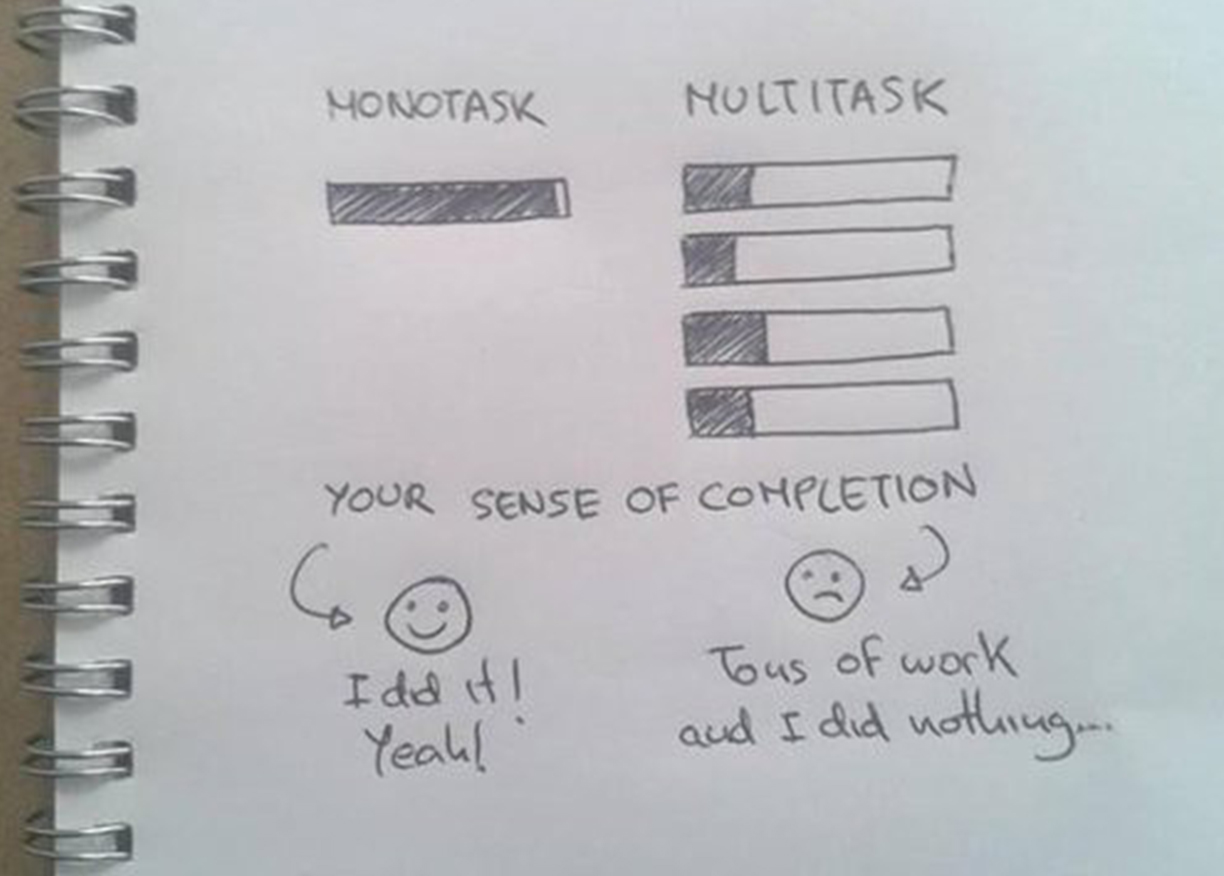 MONOTASK
MULTITASK
YOUR SENSE OF COMPLETION
I did it!
Yeah!
Tons of work
and I did nothing....